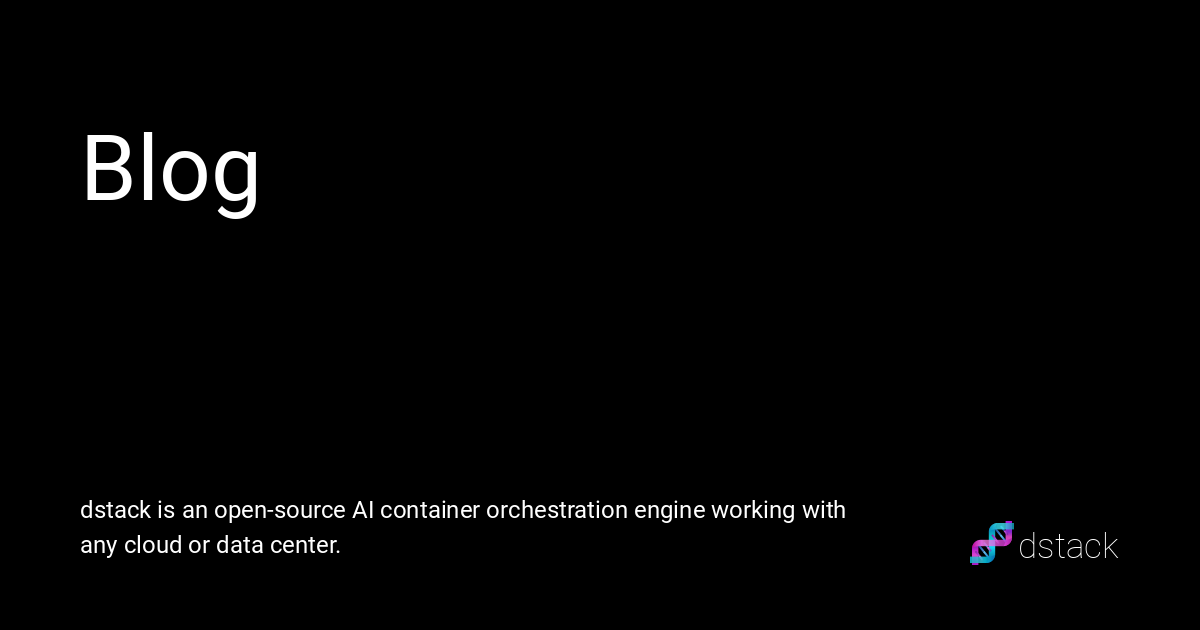 Blog
dstack is an open-source AI container orchestration engine working with
any cloud or data center.
dstack